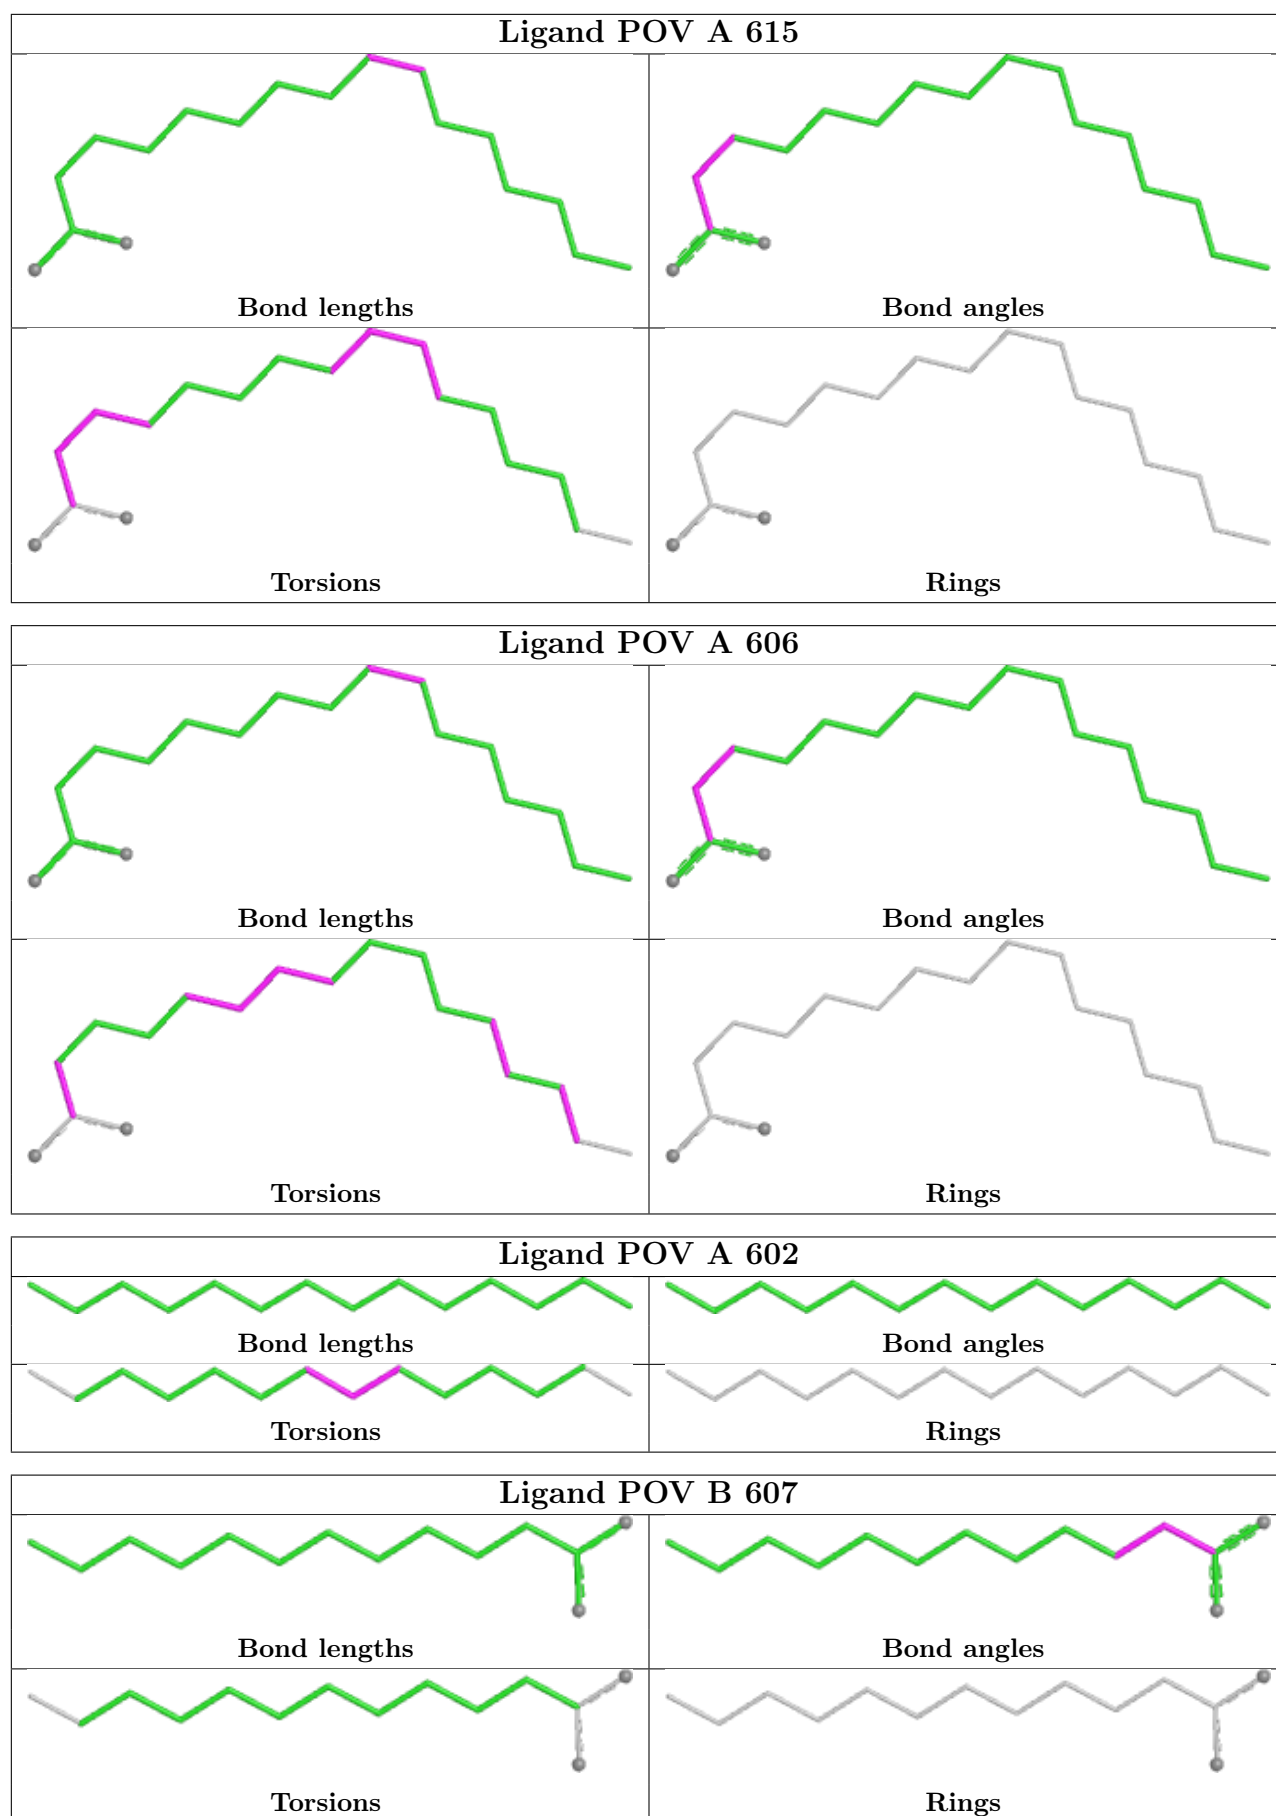 Ligand POV A 615
Bond lengths
Bond angles
Torsions
Rings
Ligand POV A 606
Bond lengths
Bond angles
Torsions
Rings
Ligand POV A 602
Bond lengths
Bond angles
Torsions
Rings
Ligand POV B 607
Bond lengths
Bond angles
Torsions
Rings